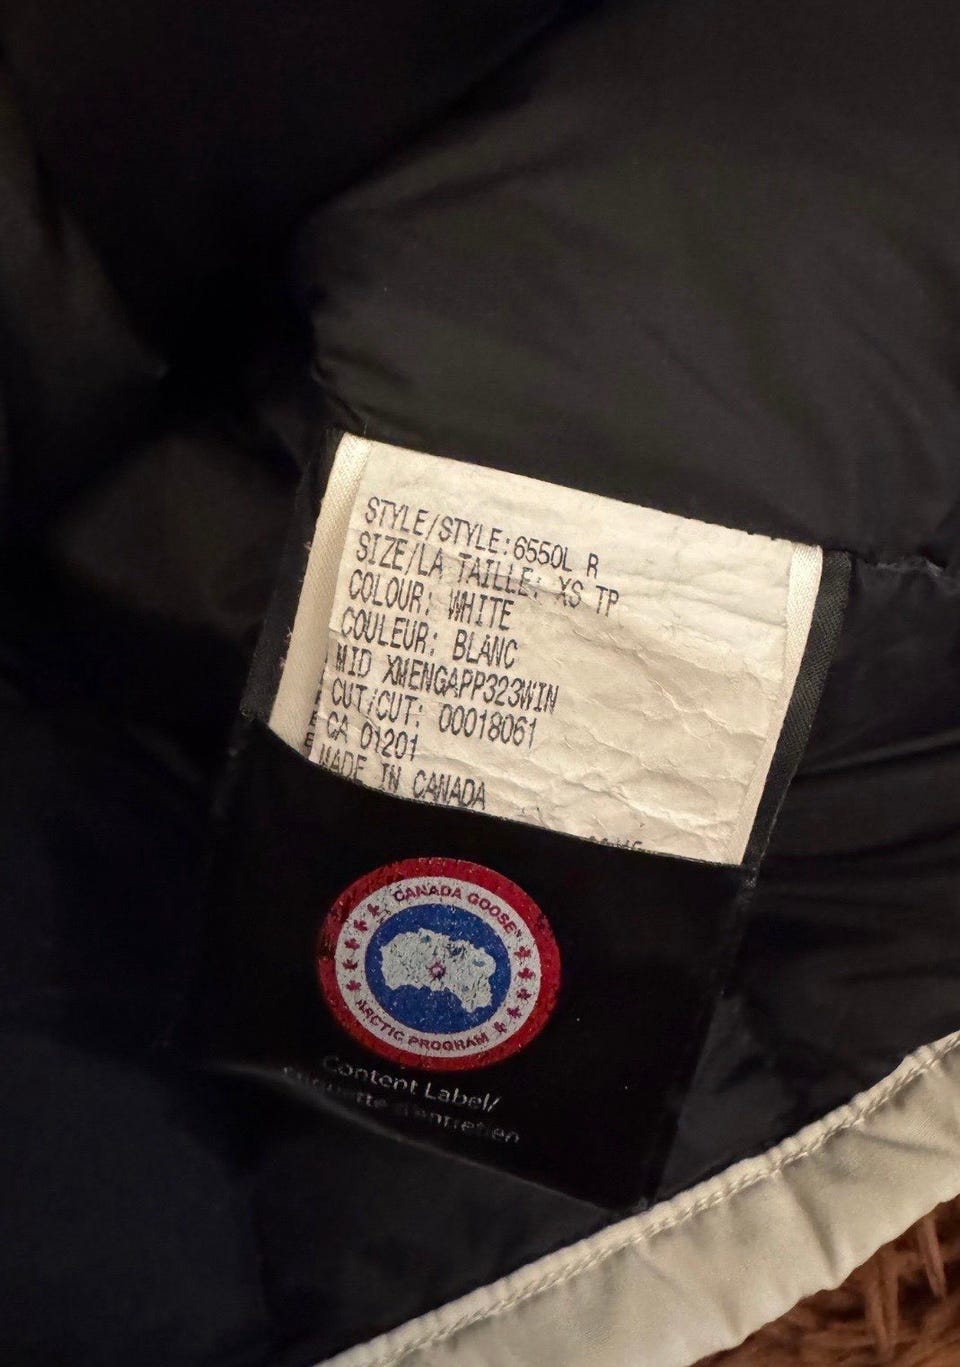 STYLE/STYLE:6550L R
SIZE/LA TAILLE: XS TP
COLOUR: WHITE
COULEUR: BLANC
MID XMENGAPP323WIN
CUT/CUT: 00018061
CA 01201
MADE IN CANADA
CANADA GOOSE
ARCTIC PROGRAM
Content Label/
d'entretien